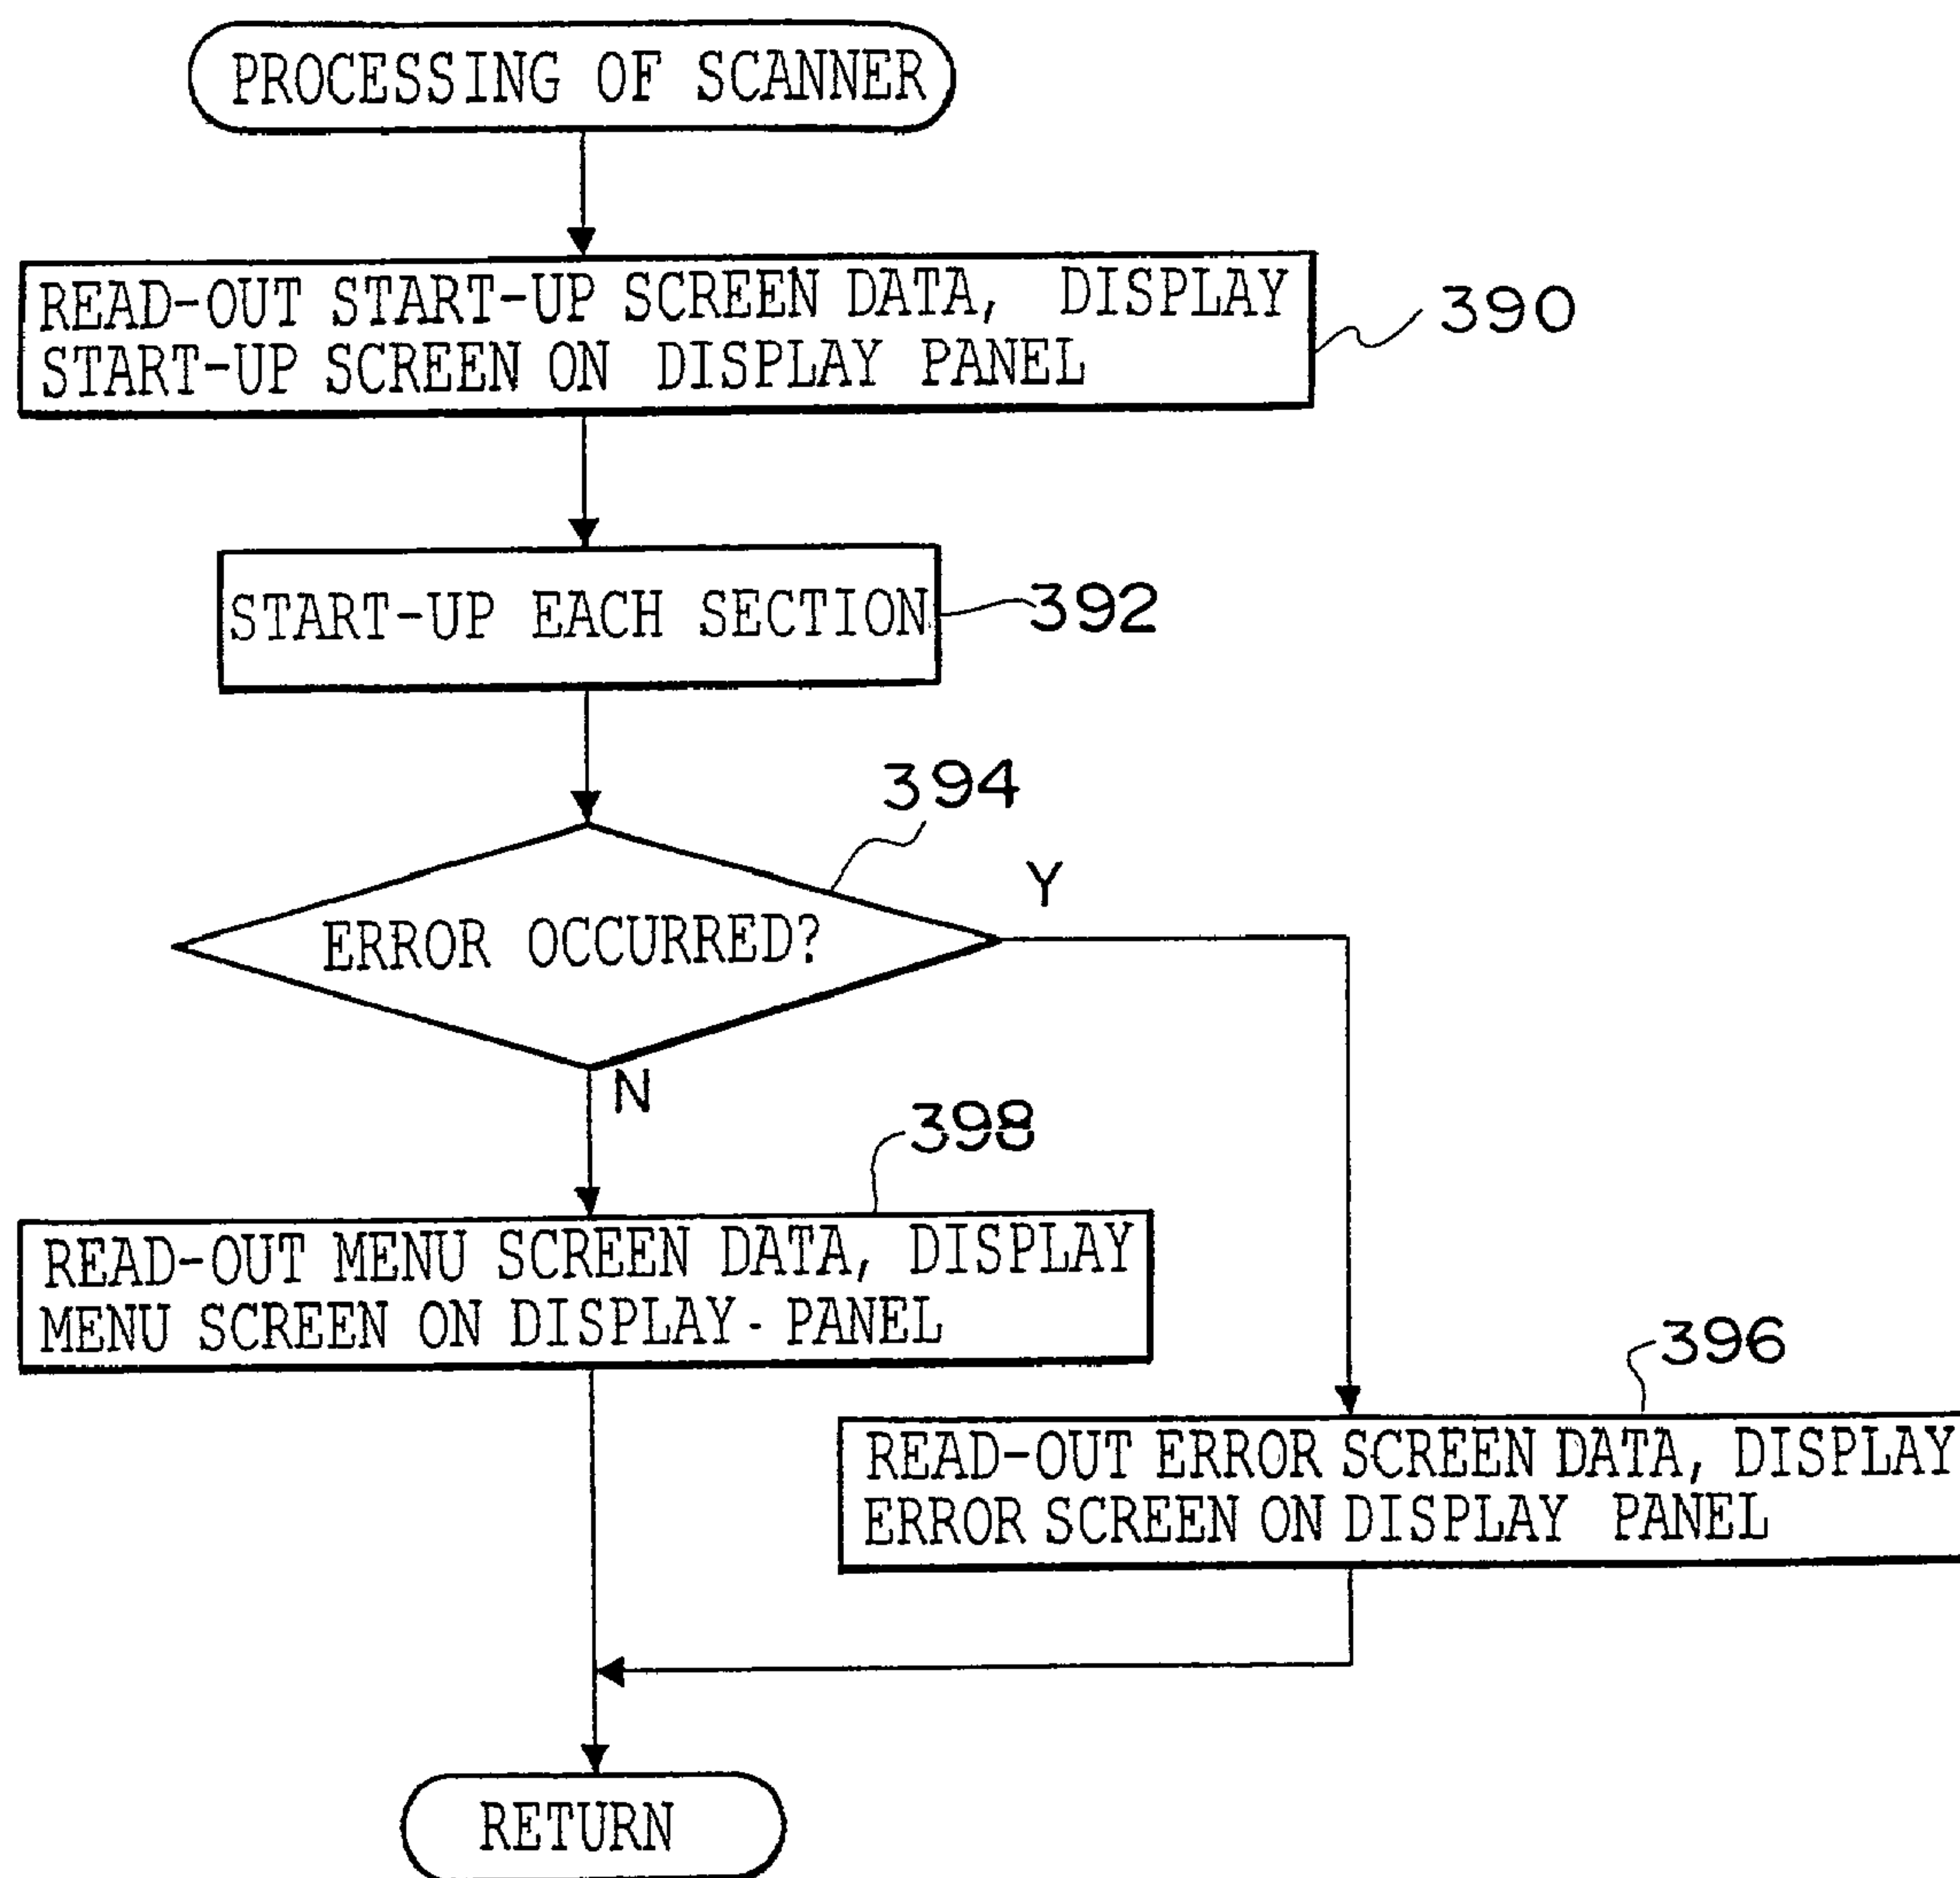 PROCESSING OF SCANNER
READ-OUT START-UP SCREEN DATA, DISPLAY
START-UP SCREEN ON DISPLAY PANEL
390
START-UP EACH SECTION
392
394
ERROR OCCURRED?
Y
N
398
READ-OUT MENU SCREEN DATA, DISPLAY
MENU SCREEN ON DISPLAY- PANEL
396
READ-OUT ERROR SCREEN DATA, DISPLAY
ERROR SCREEN ON DISPLAY PANEL
RETURN